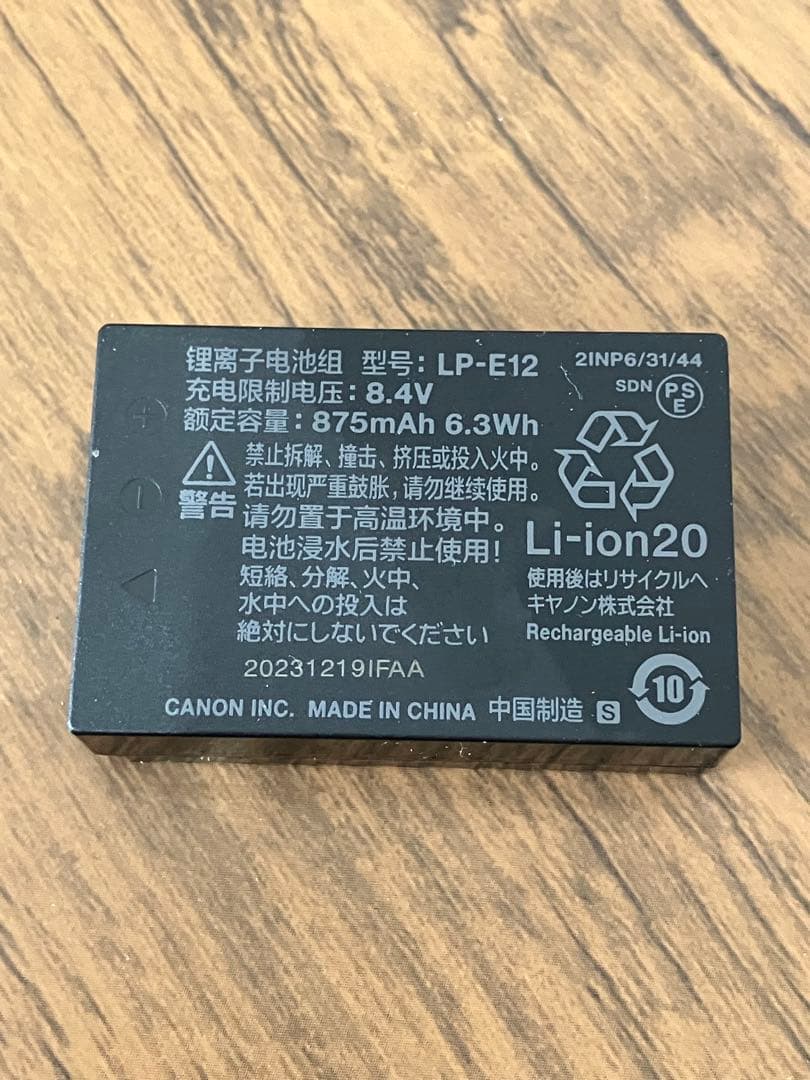 锂离子电池组 型号: LP-E12
2INP6/31/44
充电限制电压: 8.4V
SDN
PS
E
额定容量: 875mAh 6.3Wh
+
−
警告
禁止拆解、撞击、挤压或投入火中。
若出现严重鼓胀,请勿继续使用。
请勿置于高温环境中。
电池浸水后禁止使用!
短絡、分解、火中、
水中への投入は
絶対にしないでください
Li-ion20
使用後はリサイクルへ
キヤノン株式会社
Rechargeable Li-ion
20231219IFAA
10
CANON INC. MADE IN CHINA 中国制造 S